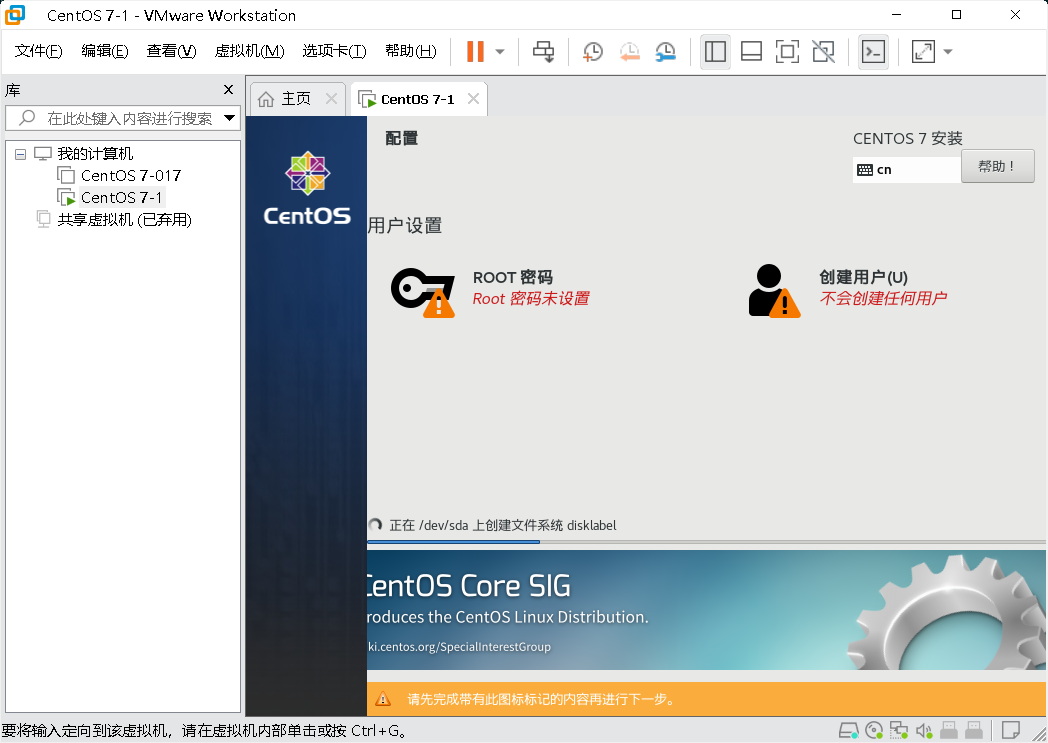 CentOS 7-1 - VMware Workstation
文件(F) 编辑(E) 查看(V) 虚拟机(M) 选项卡(T) 帮助(H)
库
在此处键入内容进行搜索
我的计算机
CentOS 7-017
CentOS 7-1
共享虚拟机 (已弃用)
主页
CentOS 7-1
CentOS
配置
CENTOS 7 安装
cn
帮助！
用户设置
ROOT 密码
Root 密码未设置
创建用户(U)
不会创建任何用户
正在 /dev/sda 上创建文件系统 disklabel
CentOS Core SIG
roduces the CentOS Linux Distribution.
ki.centos.org/SpecialInterestGroup
请先完成带有此图标标记的内容再进行下一步。
要将输入定向到该虚拟机，请在虚拟机内部单击或按 Ctrl+G。